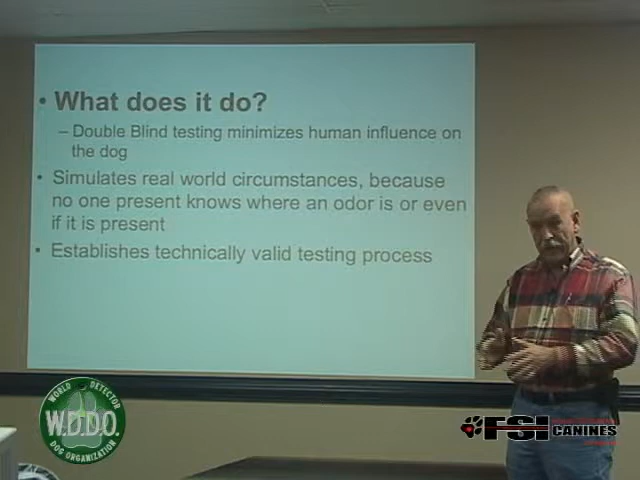 • What does it do?
– Double Blind testing minimizes human influence on
the dog
• Simulates real world circumstances, because
no one present knows where an odor is or even
if it is present
• Establishes technically valid testing process
WORLD DETECTOR
W.D.D.O.
DOG ORGANIZATION
FSI CANINES